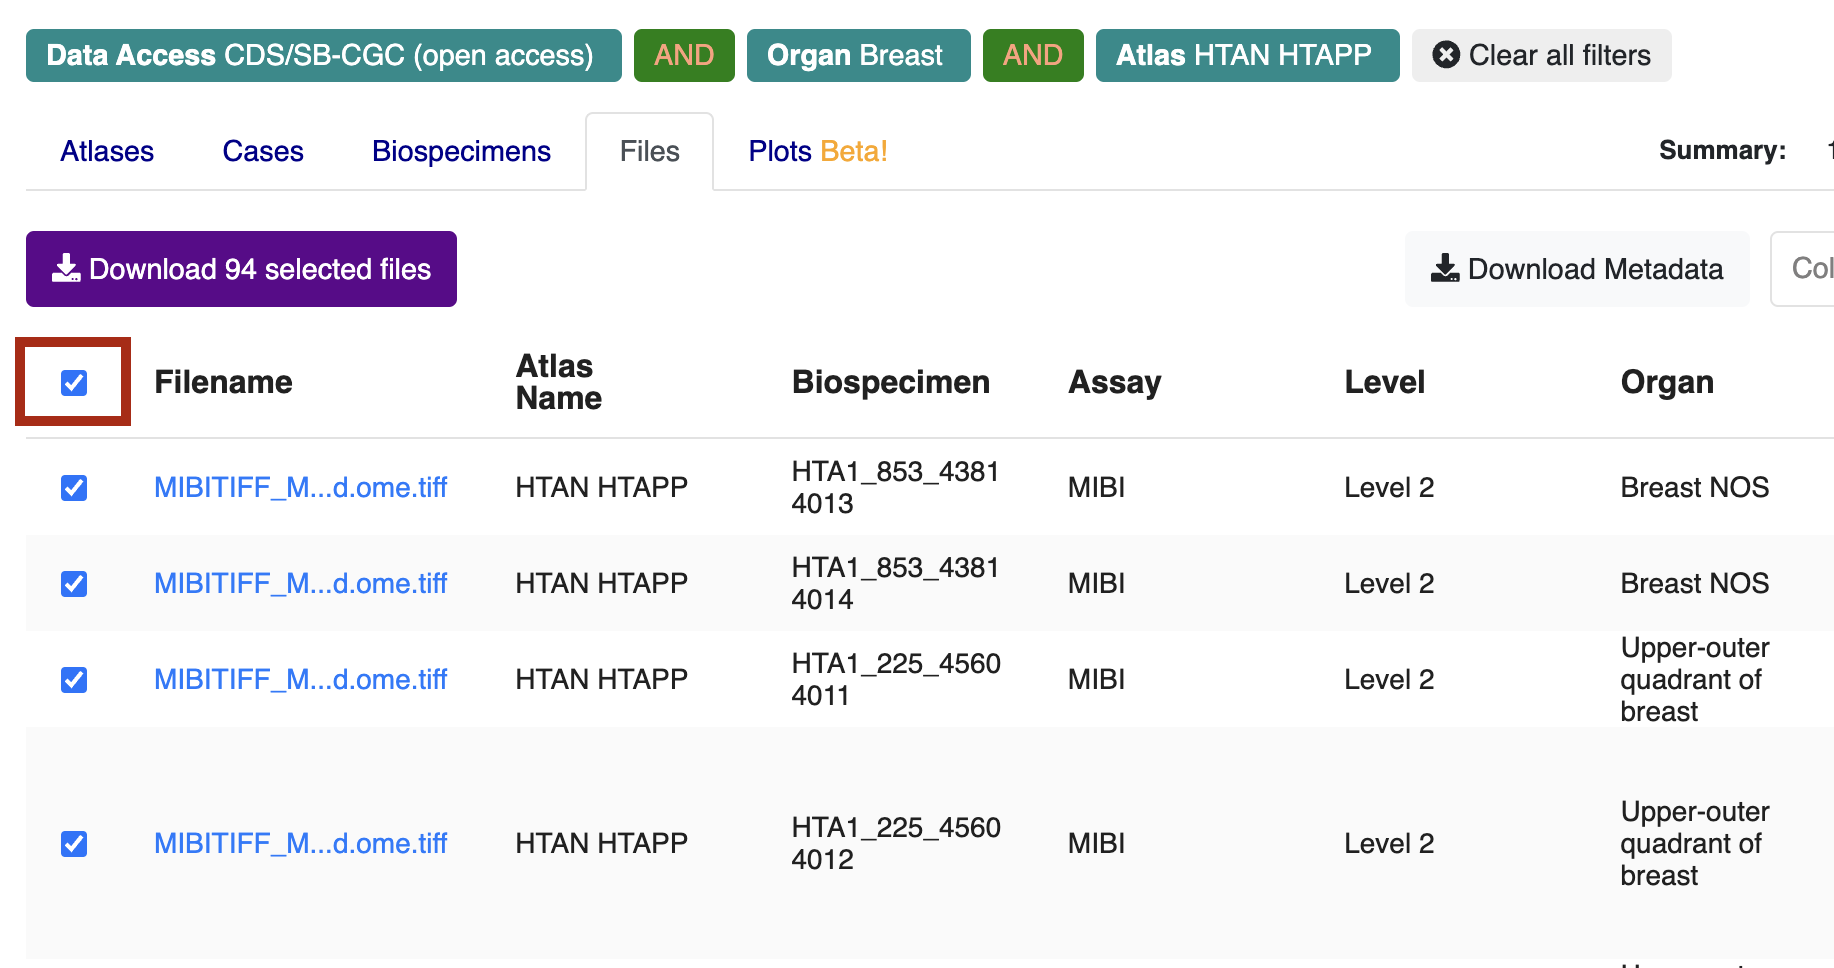 Data Access CDS/SB-CGC (open access) AND Organ Breast AND Atlas HTAN HTAPP Clear all filters
Atlases Cases Biospecimens Files Plots Beta! Summary: 1
Download 94 selected files Download Metadata Col
Filename Atlas Name Biospecimen Assay Level Organ
MIBITIFF_M...d.ome.tiff HTAN HTAPP HTA1_853_4381
4013 MIBI Level 2 Breast NOS
MIBITIFF_M...d.ome.tiff HTAN HTAPP HTA1_853_4381
4014 MIBI Level 2 Breast NOS
MIBITIFF_M...d.ome.tiff HTAN HTAPP HTA1_225_4560
4011 MIBI Level 2 Upper-outer
quadrant of
breast
MIBITIFF_M...d.ome.tiff HTAN HTAPP HTA1_225_4560
4012 MIBI Level 2 Upper-outer
quadrant of
breast